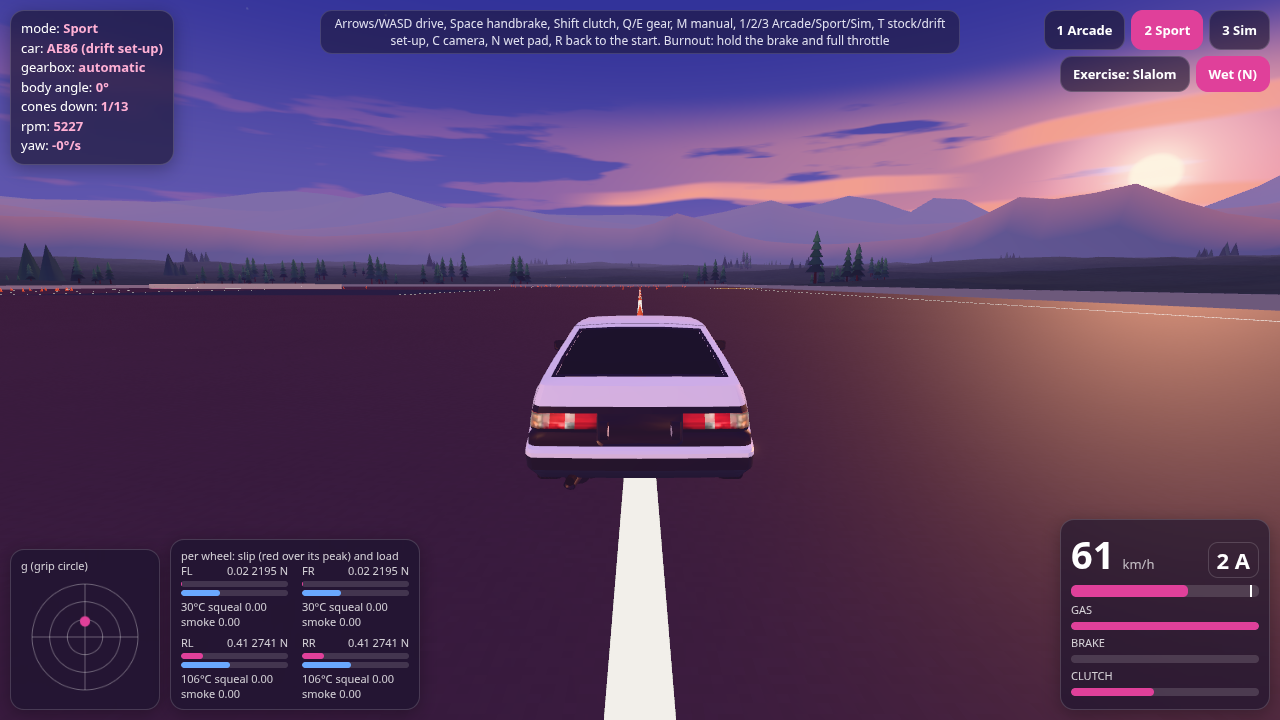 mode: Sport
car: AE86 (drift set-up)
gearbox: automatic
body angle: 0°
cones down: 1/13
rpm: 5227
yaw: -0°/s
Arrows/WASD drive, Space handbrake, Shift clutch, Q/E gear, M manual, 1/2/3 Arcade/Sport/Sim, T stock/drift
set-up, C camera, N wet pad, R back to the start. Burnout: hold the brake and full throttle
1 Arcade
2 Sport
3 Sim
Exercise: Slalom
Wet (N)
g (grip circle)
per wheel: slip (red over its peak) and load
FL 0.02 2195 N
FR 0.02 2195 N
30°C squeal 0.00
smoke 0.00
30°C squeal 0.00
smoke 0.00
RL 0.41 2741 N
RR 0.41 2741 N
106°C squeal 0.00
smoke 0.00
106°C squeal 0.00
smoke 0.00
61 km/h
2 A
GAS
BRAKE
CLUTCH